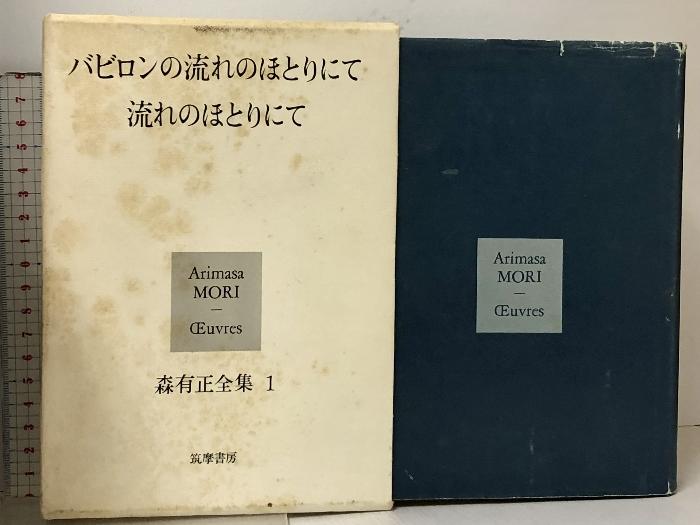 バビロンの流れのほとりにて
流れのほとりにて
Arimasa
MORI
—
Œuvres
森有正全集 1
筑摩書房
Arimasa
MORI
—
Œuvres